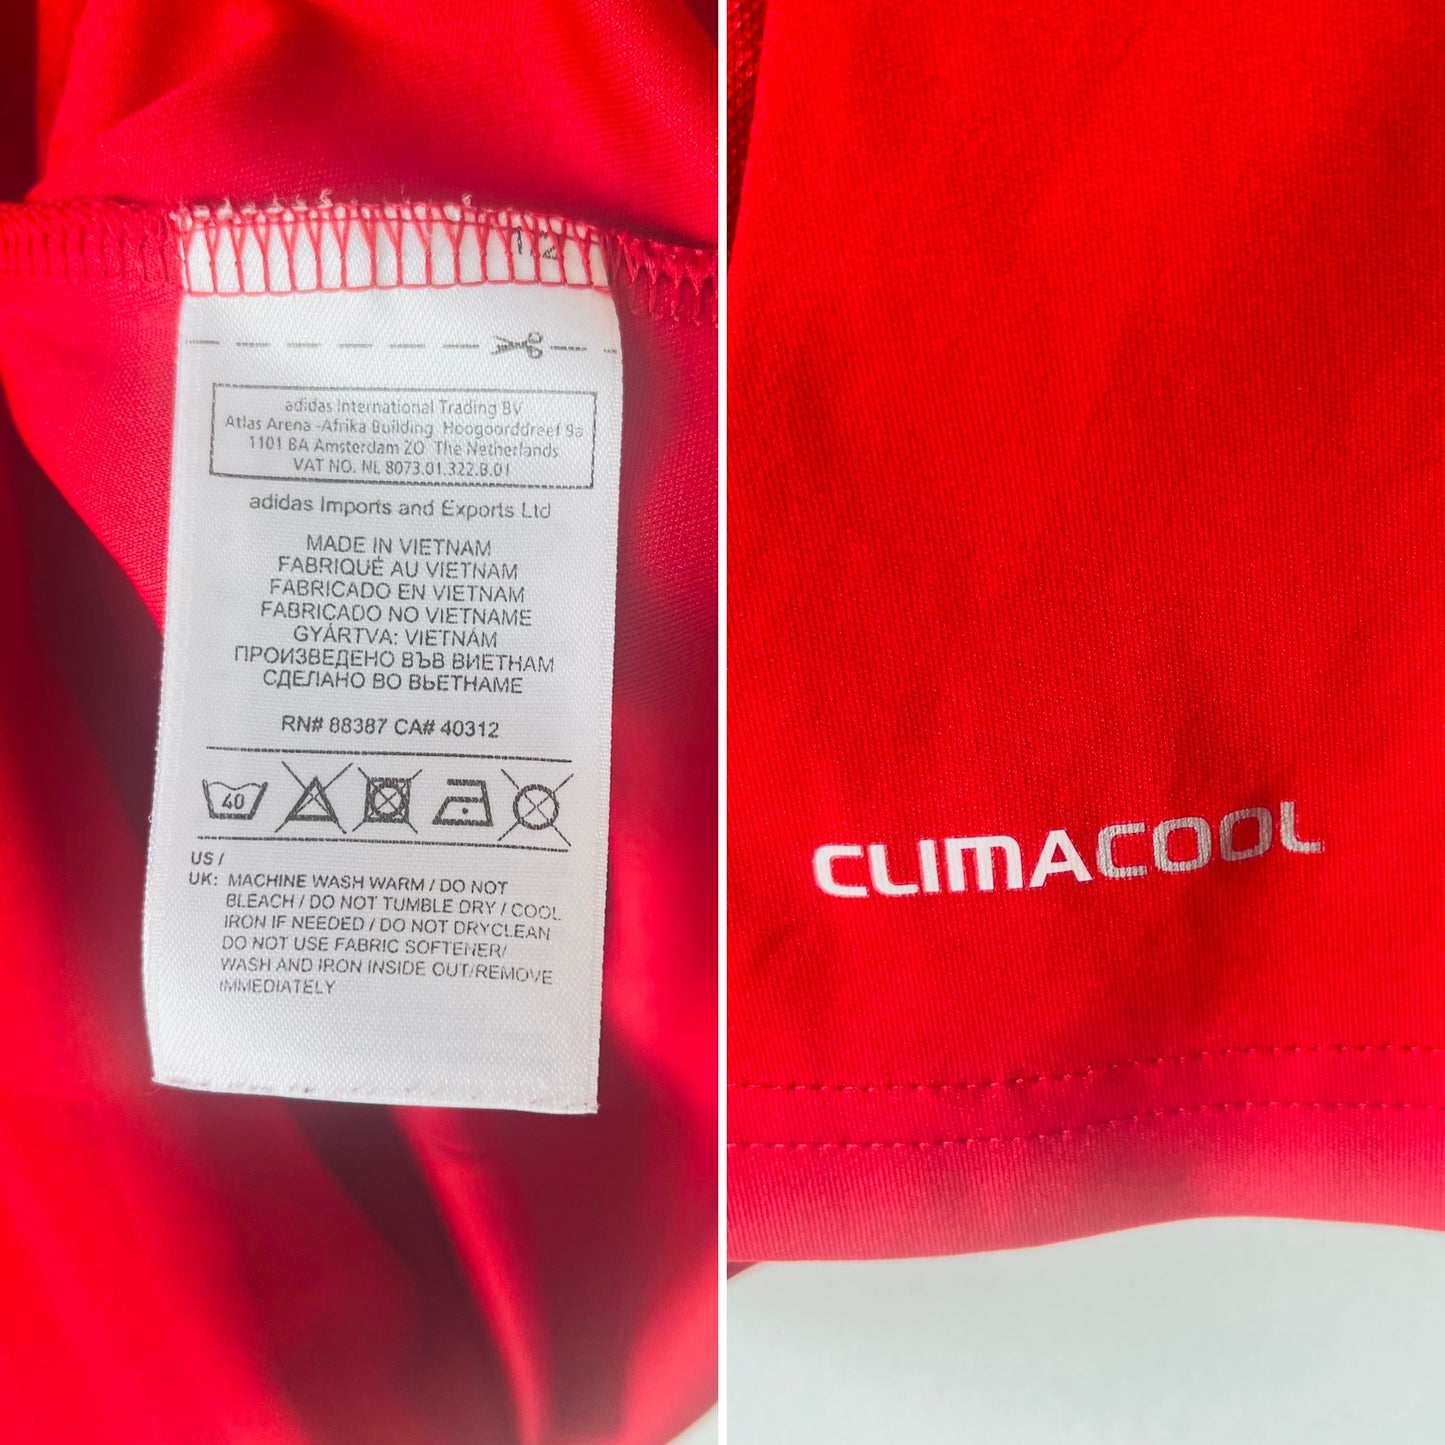 1/2
adidas International Trading BV
Atlas Arena -Afrika Building Hoogoorddreef 9a
1101 BA Amsterdam ZO The Netherlands
VAT NO. NL 8073.01.322.B.01
adidas Imports and Exports Ltd
MADE IN VIETNAM
FABRIQUÉ AU VIETNAM
FABRICADO EN VIETNAM
FABRICADO NO VIETNAME
GYÁRTVA: VIETNÁM
ПРОИЗВЕДЕНО ВЪВ ВИЕТНАМ
СДЕЛАНО ВО ВЬЕТНАМЕ
RN# 88387 CA# 40312
40
US /
UK: MACHINE WASH WARM / DO NOT
BLEACH / DO NOT TUMBLE DRY / COOL
IRON IF NEEDED / DO NOT DRYCLEAN
DO NOT USE FABRIC SOFTENER/
WASH AND IRON INSIDE OUT/REMOVE
IMMEDIATELY
CLIMACOOL